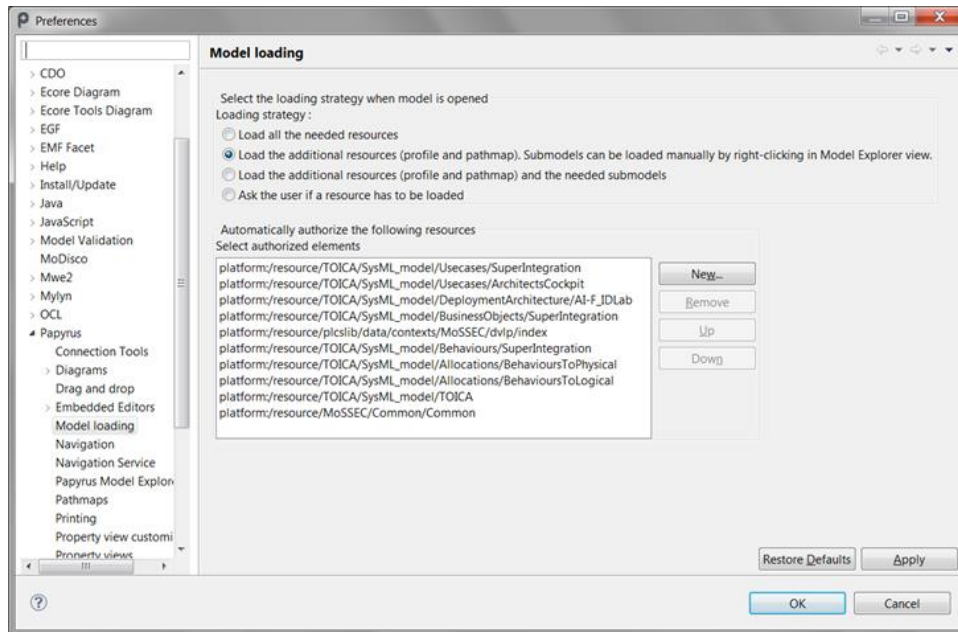 Preferences
Model loading
CDO
Ecore Diagram
Ecore Tools Diagram
EGF
EMF Facet
Help
Install/Update
Java
JavaScript
Model Validation
MoDisco
Mwe2
Mylyn
OCL
Papyrus
Connection Tools
Diagrams
Drag and drop
Embedded Editors
Model loading
Navigation
Navigation Service
Papyrus Model Explor
Pathmaps
Printing
Property view customi
Property views
Select the loading strategy when model is opened
Loading strategy :
Load all the needed resources
Load the additional resources (profile and pathmap). Submodels can be loaded manually by right-clicking in Model Explorer view.
Load the additional resources (profile and pathmap) and the needed submodels
Ask the user if a resource has to be loaded
Automatically authorize the following resources
Select authorized elements
platform:/resource/TOICA/SysML_model/Usecases/SuperIntegration
platform:/resource/TOICA/SysML_model/Usecases/ArchitectsCockpit
platform:/resource/TOICA/SysML_model/DeploymentArchitecture/AI-F_IDLab
platform:/resource/TOICA/SysML_model/BusinessObjects/SuperIntegration
platform:/resource/plcslib/data/contexts/MoSSEC/dvlp/index
platform:/resource/TOICA/SysML_model/Behaviours/SuperIntegration
platform:/resource/TOICA/SysML_model/Allocations/BehavioursToPhysical
platform:/resource/TOICA/SysML_model/Allocations/BehavioursToLogical
platform:/resource/TOICA/SysML_model/TOICA
platform:/resource/MoSSEC/Common/Common
New...
Remove
Up
Down
Restore Defaults
Apply
OK
Cancel